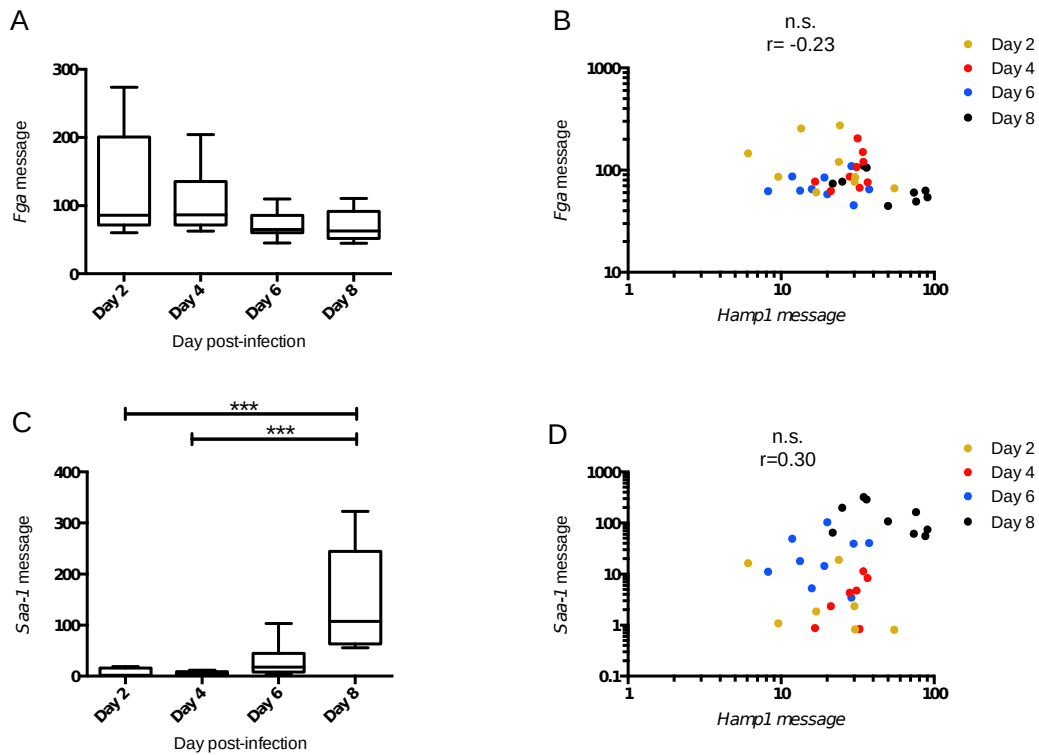 A
300
200
100
0
Fga message
Day 2
Day 4
Day 6
Day 8
Day post-infection
B
n.s.
r= -0.23
Day 2
Day 4
Day 6
Day 8
1000
100
10
Fga message
1
10
100
Hamp1 message
C
***
***
400
300
200
100
0
Saa-1 message
Day 2
Day 4
Day 6
Day 8
Day post-infection
D
n.s.
r=0.30
Day 2
Day 4
Day 6
Day 8
1000
100
10
1
0.1
Saa-1 message
1
10
100
Hamp1 message